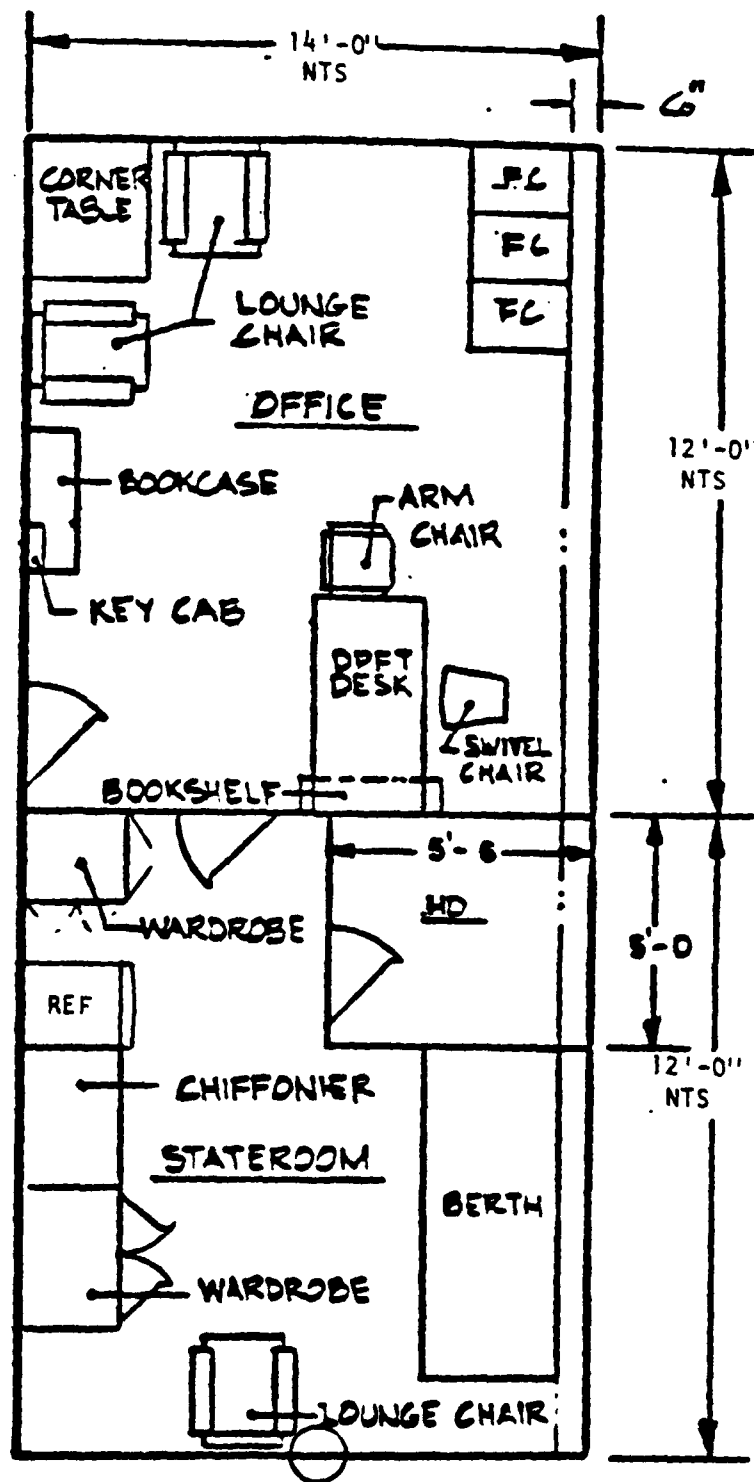 14'-0"
NTS
6"
CORNER
TABLE
FC
FC
FC
LOUNGE
CHAIR
OFFICE
12'-0"
NTS
BOOKCASE
ARM
CHAIR
KEY CAB
DPFT
DESK
SWIVEL
CHAIR
BOOKSHELF
5'-6
HD
WARDROBE
5'-0
REF
12'-0"
NTS
CHIFFONIER
STATEROOM
BERTH
WARDROBE
LOUNGE CHAIR